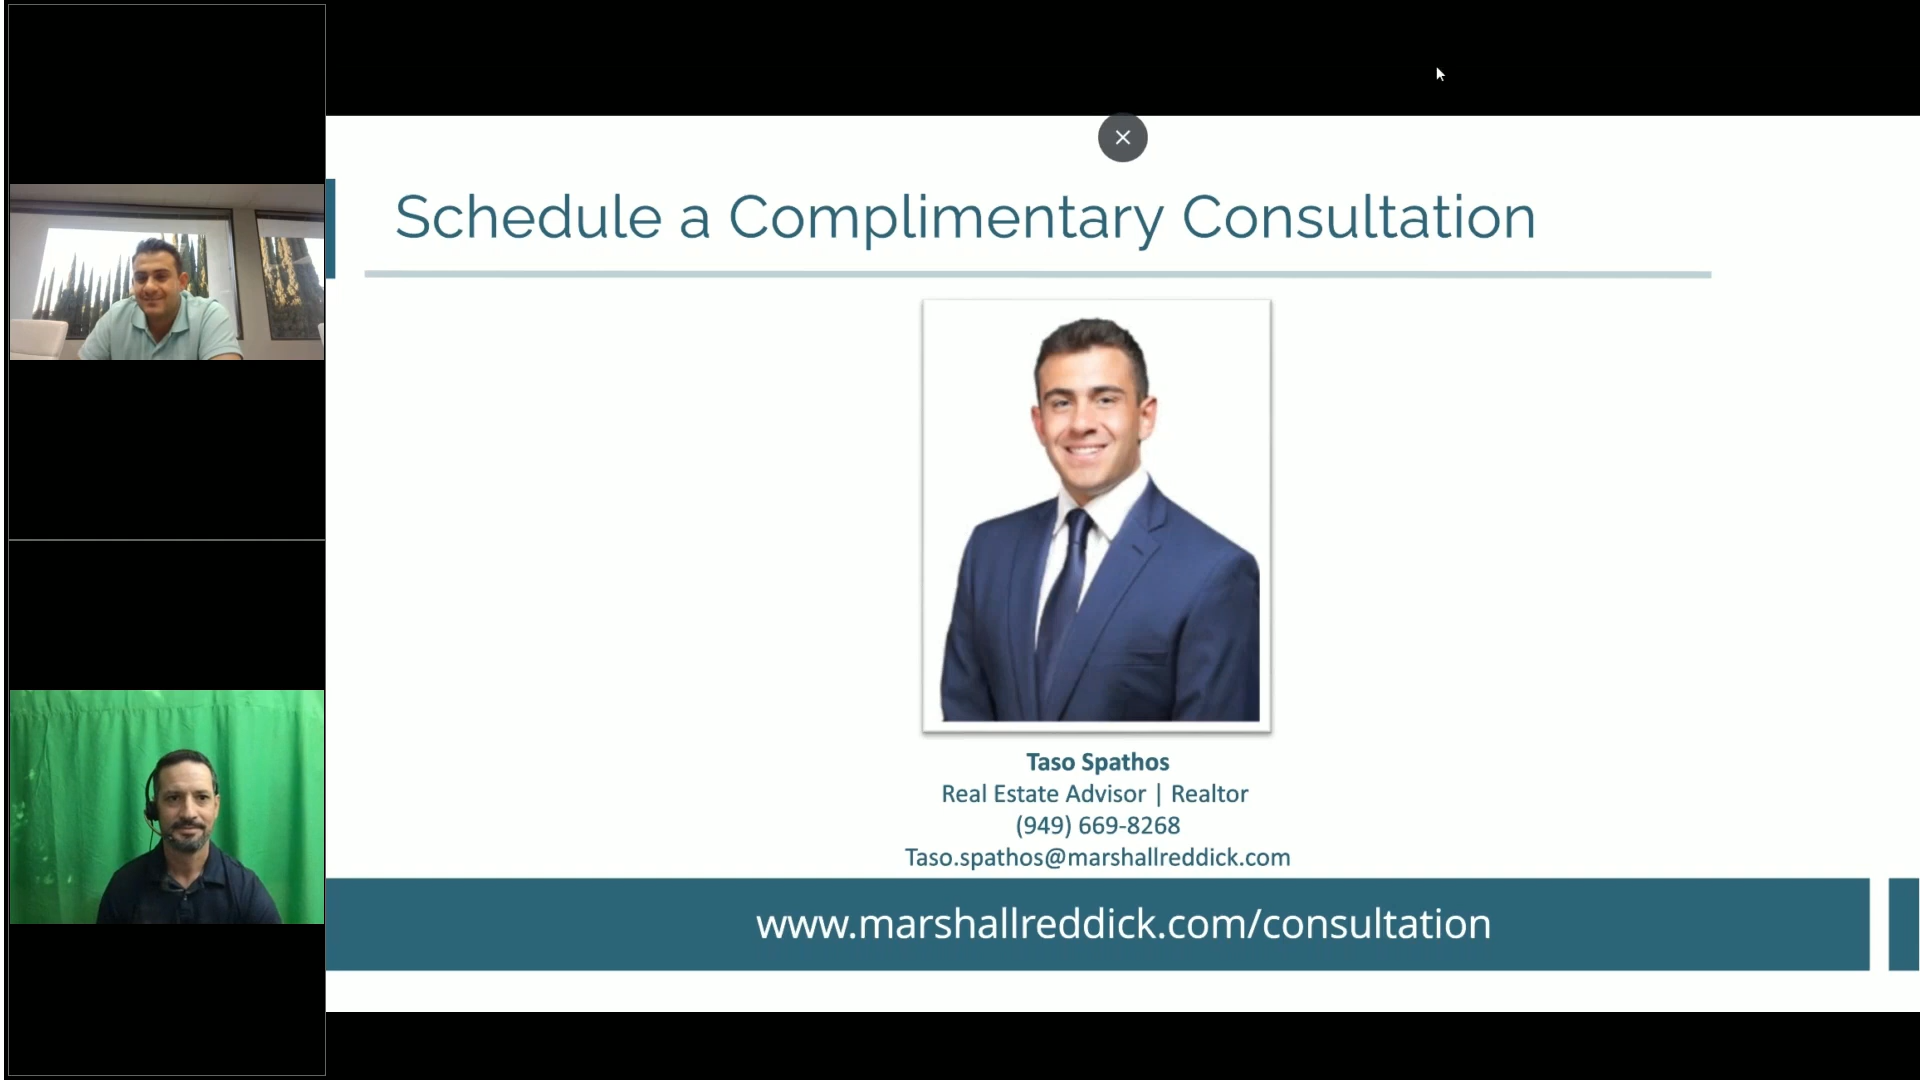 Schedule a Complimentary Consultation
Taso Spathos
Real Estate Advisor | Realtor
(949) 669-8268
Taso.spathos@marshallreddick.com
www.marshallreddick.com/consultation